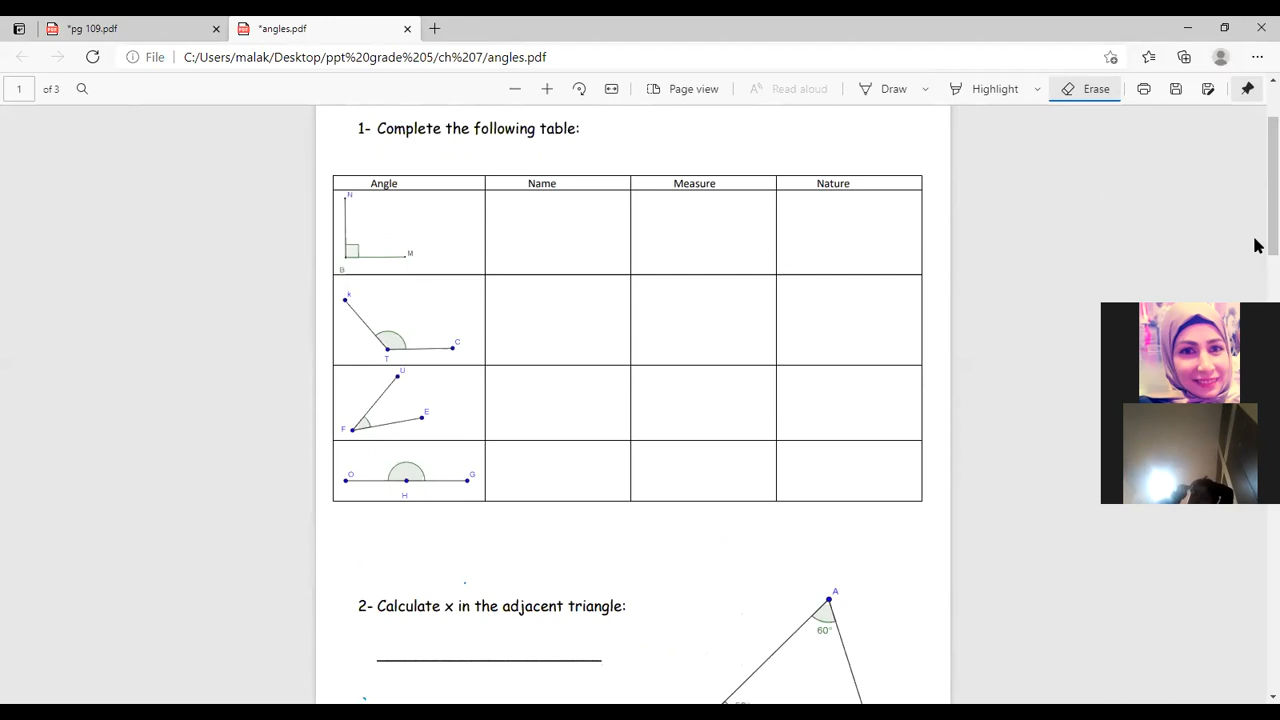 *pg 109.pdf
*angles.pdf
File C:/Users/malak/Desktop/ppt%20grade%205/ch%207/angles.pdf
1 of 3 Page view Read aloud Draw Highlight Erase
1- Complete the following table:
Angle Name Measure Nature
N
M
B
k
C
T
U
E
F
O G
H
A
2- Calculate x in the adjacent triangle:
60°